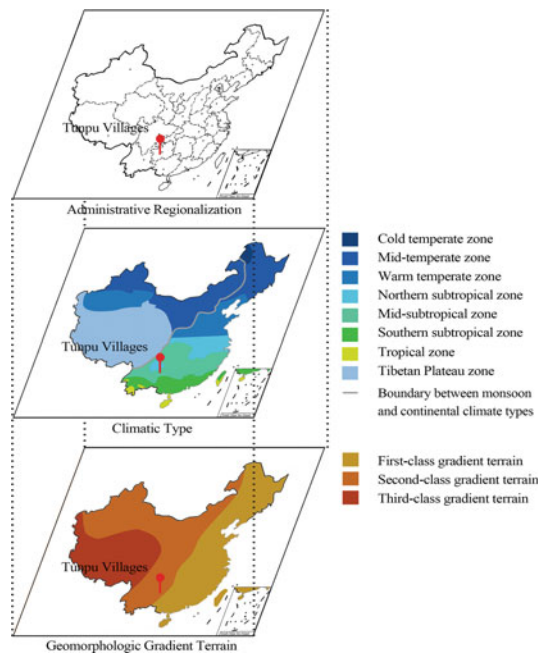 Tunpu Villages
Administrative Regionalization
Tunpu Villages
Climatic Type
Cold temperate zone
Mid-temperate zone
Warm temperate zone
Northern subtropical zone
Mid-subtropical zone
Southern subtropical zone
Tropical zone
Tibetan Plateau zone
Boundary between monsoon
and continental climate types
Tunpu Villages
Geomorphologic Gradient Terrain
First-class gradient terrain
Second-class gradient terrain
Third-class gradient terrain